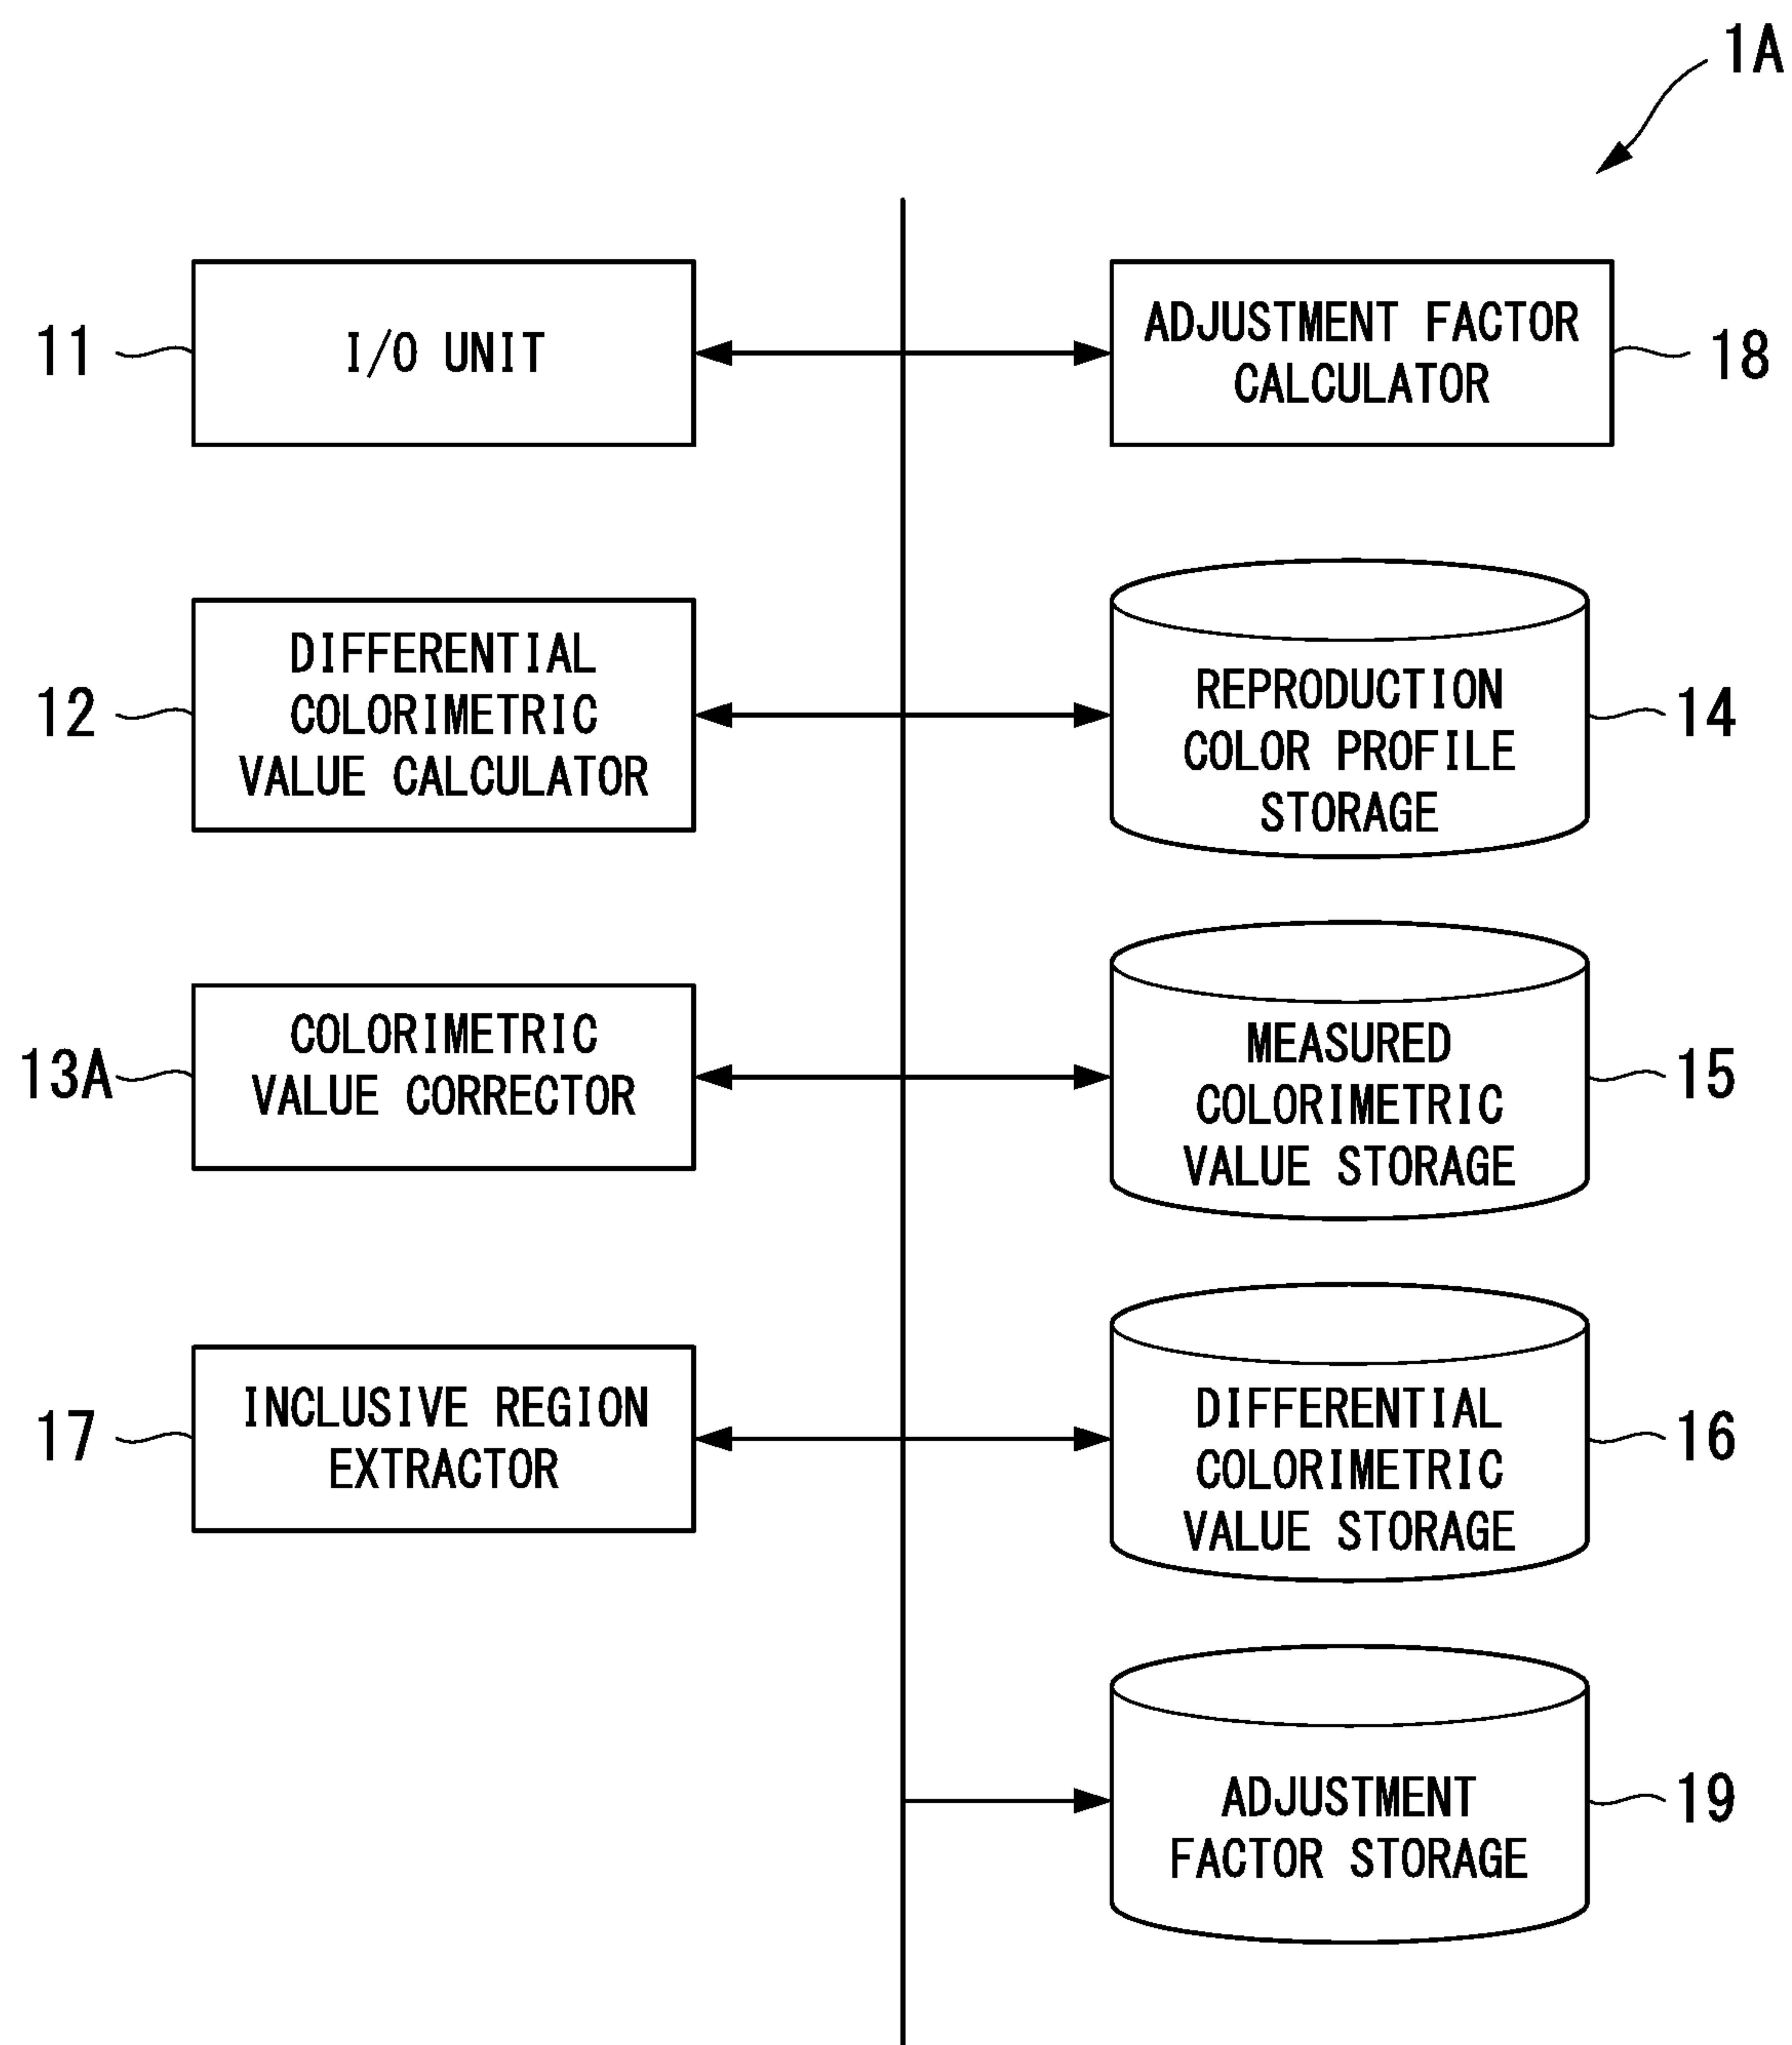 1A
11
I/O UNIT
ADJUSTMENT FACTOR
CALCULATOR
18
12
DIFFERENTIAL
COLORIMETRIC
VALUE CALCULATOR
REPRODUCTION
COLOR PROFILE
STORAGE
14
13A
COLORIMETRIC
VALUE CORRECTOR
MEASURED
COLORIMETRIC
VALUE STORAGE
15
17
INCLUSIVE REGION
EXTRACTOR
DIFFERENTIAL
COLORIMETRIC
VALUE STORAGE
16
ADJUSTMENT
FACTOR STORAGE
19